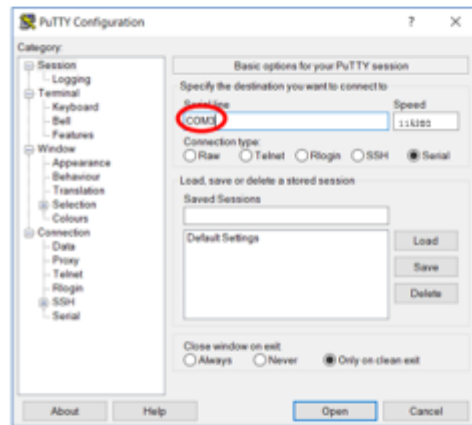 PuTTY Configuration
?
×
Category:
Session
Logging
Terminal
Keyboard
Bell
Features
Window
Appearance
Behaviour
Translation
Selection
Colours
Connection
Data
Proxy
Telnet
Rlogin
SSH
Serial
Basic options for your PuTTY session
Specify the destination you want to connect to
Serial line
Speed
COM3
Connection type:
Raw
Telnet
Rlogin
SSH
Serial
Load, save or delete a stored session
Saved Sessions
Default Settings
Load
Save
Delete
Close window on exit
Always
Never
Only on clean exit
About
Help
Open
Cancel